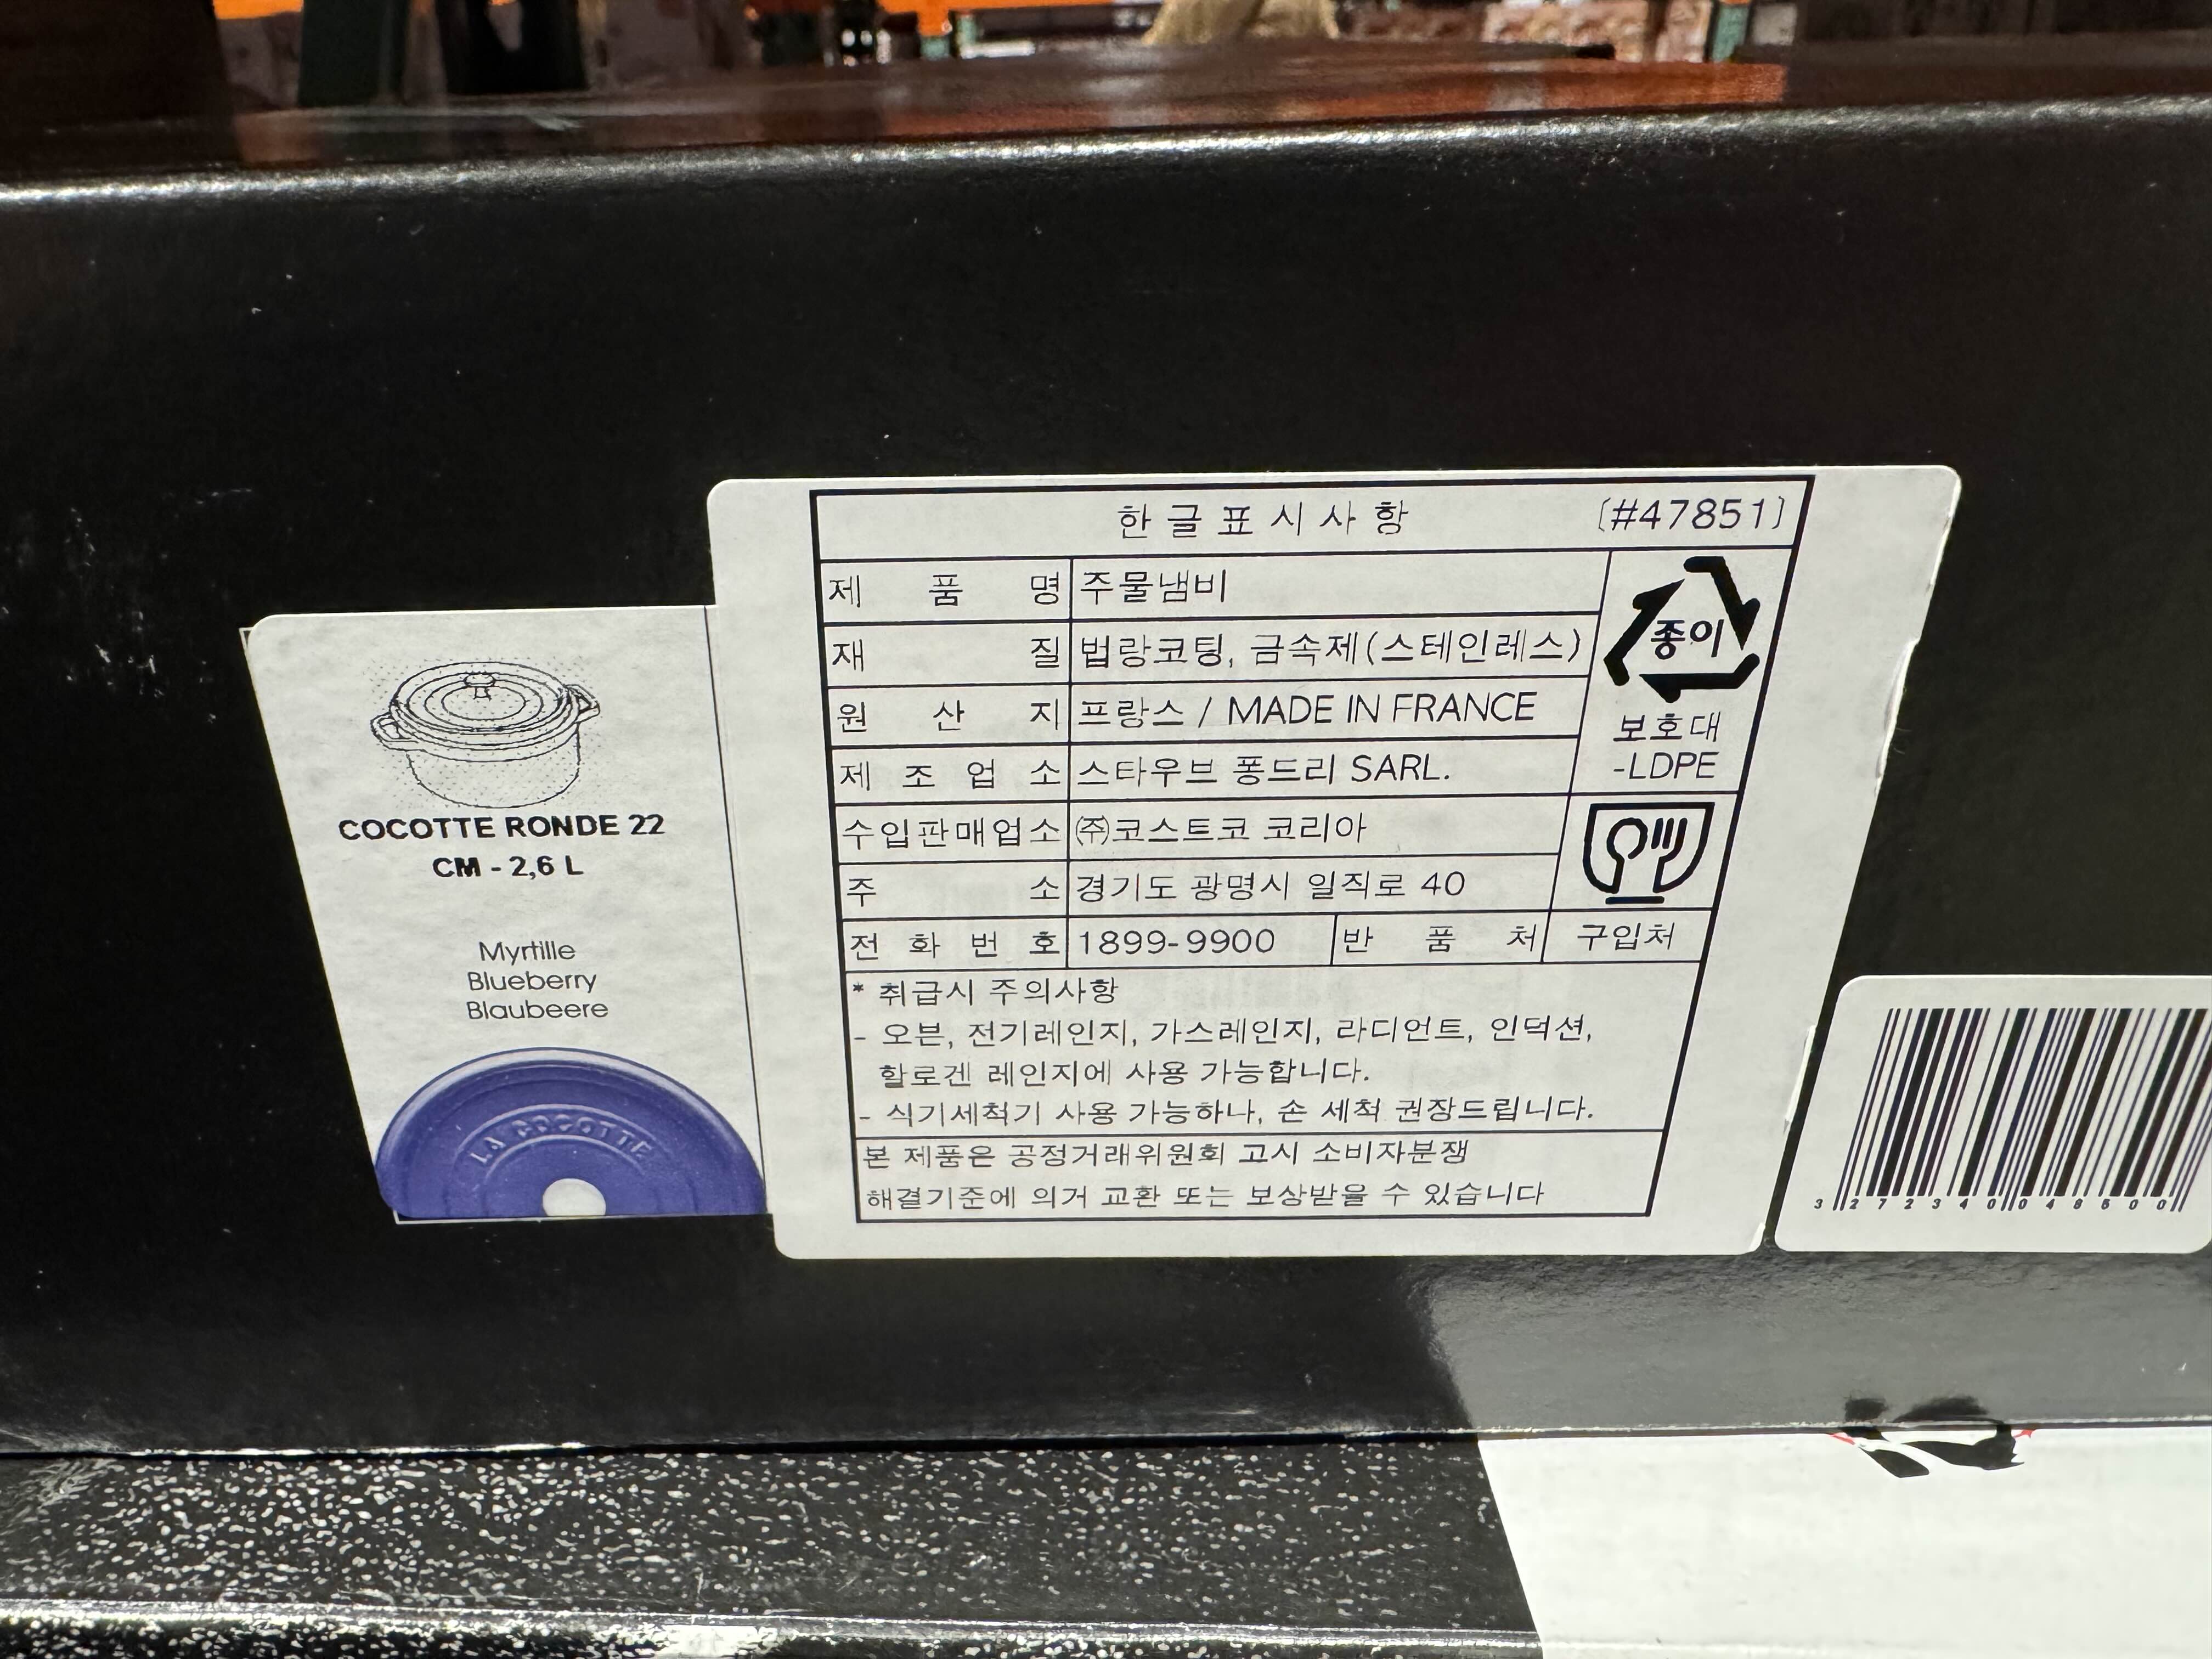 COCOTTE RONDE 22
CM - 2,6 L
Myrtille
Blueberry
Blaubeere
LA COCOTTE
한글표시사항 (#47851)
제품명 주물냄비
재질 법랑코팅, 금속제(스테인레스)
원산지 프랑스 / MADE IN FRANCE
제조업소 스타우브 퐁드리 SARL.
수입판매업소 ㈜코스트코 코리아
주소 경기도 광명시 일직로 40
전화번호 1899-9900 반품처 구입처
종이
보호대
-LDPE
* 취급시 주의사항
- 오븐, 전기레인지, 가스레인지, 라디언트, 인덕션,
할로겐 레인지에 사용 가능합니다.
- 식기세척기 사용 가능하나, 손 세척 권장드립니다.
본 제품은 공정거래위원회 고시 소비자분쟁
해결기준에 의거 교환 또는 보상받을 수 있습니다
3 272340 048500